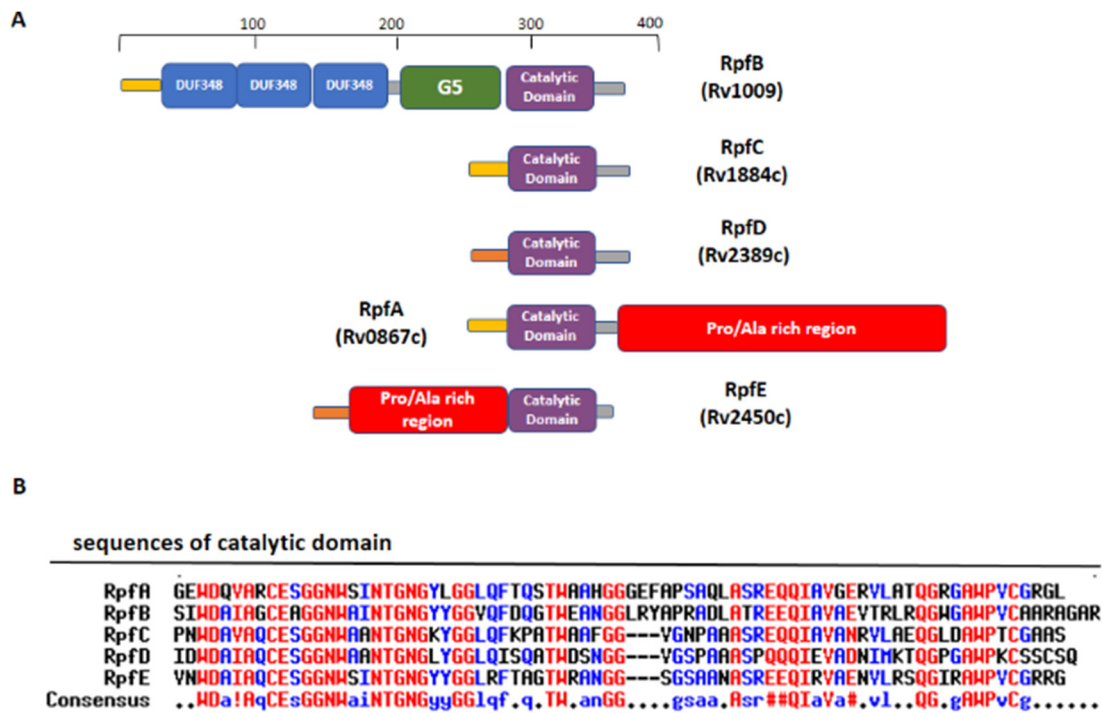 A
100 200 300 400
DUF348 DUF348 DUF348 G5 Catalytic Domain
RpfB
(Rv1009)
Catalytic
Domain
RpfC
(Rv1884c)
Catalytic
Domain
RpfD
(Rv2389c)
RpfA
(Rv0867c)
Catalytic
Domain
Pro/Ala rich region
Pro/Ala rich
region
Catalytic
Domain
RpfE
(Rv2450c)
B
sequences of catalytic domain
RpfA GEWDQVARCESGGNWSINTGNGYLGGLQFTQSTWAAHGGGEFAPSAQLASREQQIAVGERVLATQGRGAWPVCGRGL
RpfB SIWDAIAGCEAGGNWAINTGNGYYGGVQFDQGTWEANGGLRYAPRADLATREEQIAVAEVTRLRQGWGAWPVCAARAGAR
RpfC PNWDAVAQCESGGNWAANTGNGKYGGLQFKPATWAAFGG---VGNPAAASREQQIAVANRVLAEQGLDAWPTCGAAS
RpfD IDWDAIAQCESGGNWAANTGNGLYGGLQISQATWDSNGG---VGSPAAASPQQQIEVADNIMKTQGPGAWPKCSSCSQ
RpfE VNWDAIAQCESGGNWSINTGNGYYGGLRFTAGTWRANGG---SGSAANASREEQIRVAENVLRSQGIRAWPVCGRRG
Consensus ..WDa!AqCEsGGNWaiNTGNGyyGGlqf.q.TW.anGG....gsaa.Asr##QIaVa#.vl..QG.gAWPvCg......